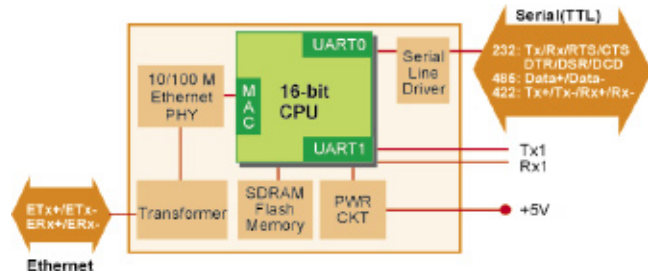 Serial(TTL)
232: Tx/Rx/RTS/CTS
DTR/DSR/DCD
485: Data+/Data-
422: Tx+/Tx-/Rx+/Rx-
UART0
Serial
Line
Driver
10/100 M
Ethernet
PHY
MAC
16-bit
CPU
UART1
Tx1
Rx1
Transformer
SDRAM
Flash
Memory
PWR
CKT
+5V
ETx+/ETx-
ERx+/ERx-
Ethernet